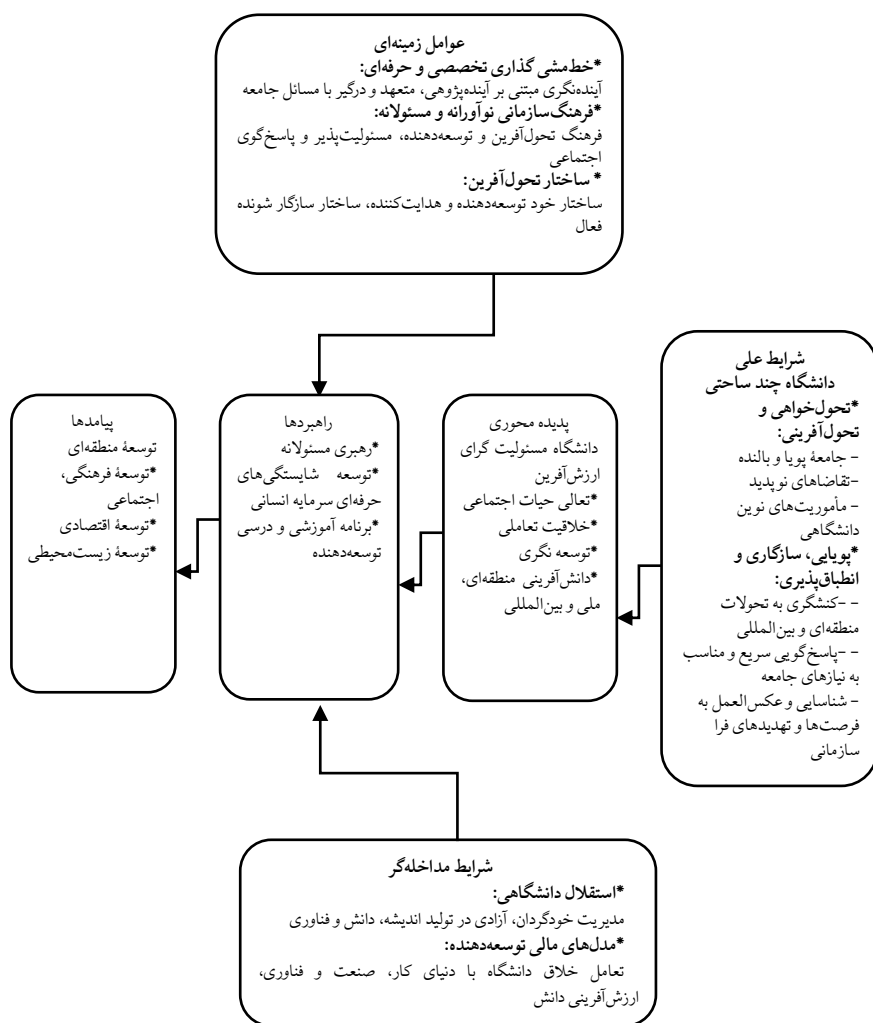 عوامل زمینه‌ای
*خط‌مشی گذاری تخصصی و حرفه‌ای:
آینده‌نگری مبتنی بر آینده‌پژوهی، متعهد و درگیر با مسائل جامعه
*فرهنگ‌سازمانی نوآورانه و مسئولانه:
فرهنگ تحول‌آفرین و توسعه‌دهنده، مسئولیت‌پذیر و پاسخ‌گوی
اجتماعی
* ساختار تحول‌آفرین:
ساختار خود توسعه‌دهنده و هدایت‌کننده، ساختار سازگار شونده
فعال
شرایط علی
دانشگاه چند ساحتی
*تحول‌خواهی و
تحول‌آفرینی:
- جامعۀ پویا و بالنده
-تقاضاهای نوپدید
- مأموریت‌های نوین
دانشگاهی
*پویایی، سازگاری و
انطباق‌پذیری:
- -کنشگری به تحولات
منطقه‌ای و بین‌المللی
- -پاسخ‌گویی سریع و مناسب
به نیازهای جامعه
- شناسایی و عکس‌العمل به
فرصت‌ها و تهدیدهای فرا
سازمانی
پدیده محوری
دانشگاه مسئولیت گرای
ارزش‌آفرین
*تعالی حیات اجتماعی
*خلاقیت تعاملی
*توسعه نگری
*دانش‌آفرینی منطقه‌ای،
ملی و بین‌المللی
راهبردها
*رهبری مسئولانه
*توسعه شایستگی‌های
حرفه‌ای سرمایه انسانی
*برنامه آموزشی و درسی
توسعه‌دهنده
پیامدها
توسعۀ منطقه‌ای
*توسعۀ فرهنگی،
اجتماعی
*توسعۀ اقتصادی
*توسعۀ زیست‌محیطی
شرایط مداخله‌گر
*استقلال دانشگاهی:
مدیریت خودگردان، آزادی در تولید اندیشه، دانش و فناوری
*مدل‌های مالی توسعه‌دهنده:
تعامل خلاق دانشگاه با دنیای کار، صنعت و فناوری،
ارزش‌آفرینی دانش